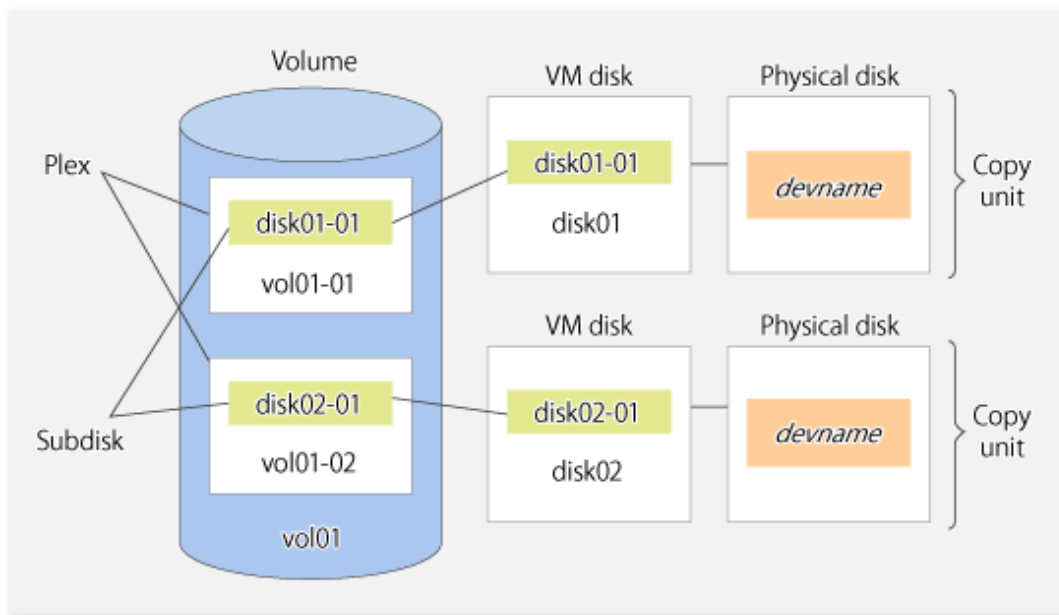 Volume
VM disk
Physical disk
disk01-01
devname
Copy
unit
Plex
disk01-01
disk01
vol01-01
VM disk
Physical disk
disk02-01
disk02-01
devname
Copy
unit
Subdisk
vol01-02
disk02
vol01